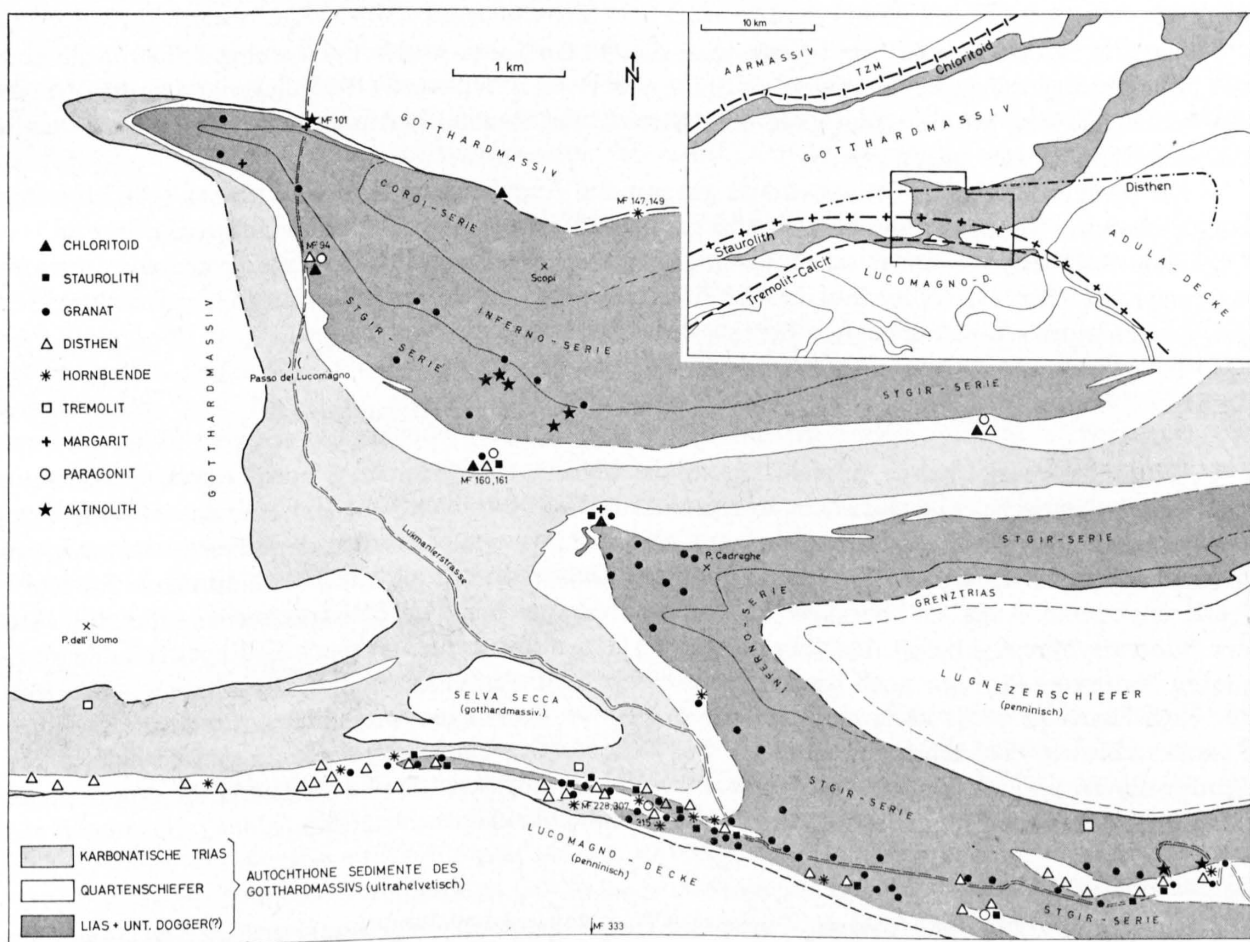 1 km
N
10 km
AARMASSIV
TZM
Chloritoid
GOTTHARDMASSIV
Disthen
Staurolith
Tremolit-Calcit
LUCOMAGNO-D.
ADULA-DECKE
MF 101
GOTTHARDMASSIV
COROI-SERIE
MF 147,149
▲ CHLORITOID
■ STAUROLITH
● GRANAT
△ DISTHEN
✳ HORNBLENDE
□ TREMOLIT
+ MARGARIT
○ PARAGONIT
★ AKTINOLITH
GOTTHARDMASSIV
MF 94
Scopi
INFERNO-SERIE
STGIR-SERIE
Passo del Lucomagno
STGIR-SERIE
MF 160,161
Lukmanierstrasse
P. Cadreghe
STGIR-SERIE
INFERNO-SERIE
GRENZTRIAS
P. dell' Uomo
LUGNEZERSCHIEFER
(penninisch)
SELVA SECCA
(gotthardmassiv.)
STGIR-SERIE
MF 228,307,
315
LUCOMAGNO-DECKE
(penninisch)
STGIR-SERIE
MF 333
KARBONATISCHE TRIAS
QUARTENSCHIEFER
LIAS + UNT. DOGGER(?)
AUTOCHTHONE SEDIMENTE DES
GOTTHARDMASSIVS (ultrahelvetisch)